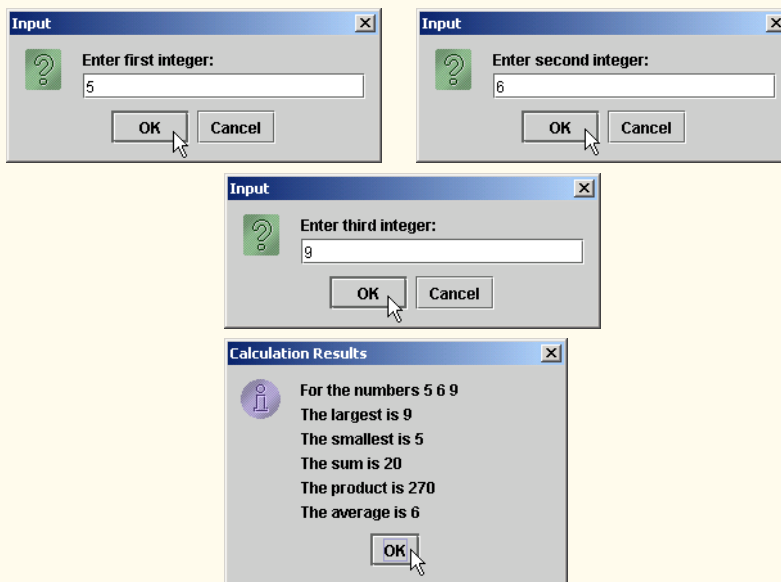 Input
Enter first integer:
5
OK Cancel
Input
Enter second integer:
6
OK Cancel
Input
Enter third integer:
9
OK Cancel
Calculation Results
For the numbers 5 6 9
The largest is 9
The smallest is 5
The sum is 20
The product is 270
The average is 6
OK